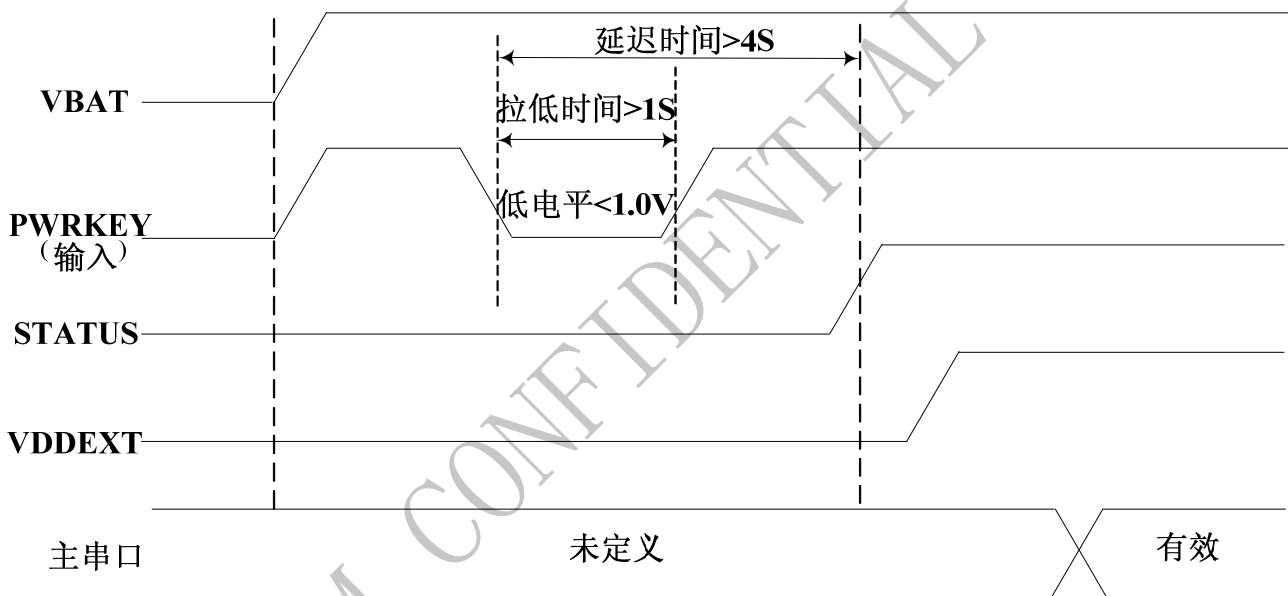 延迟时间>4S
VBAT
拉低时间>1S
低电平<1.0V
PWRKEY
(输入)
STATUS
VDDEXT
主串口
未定义
有效
CONFIDENTIAL